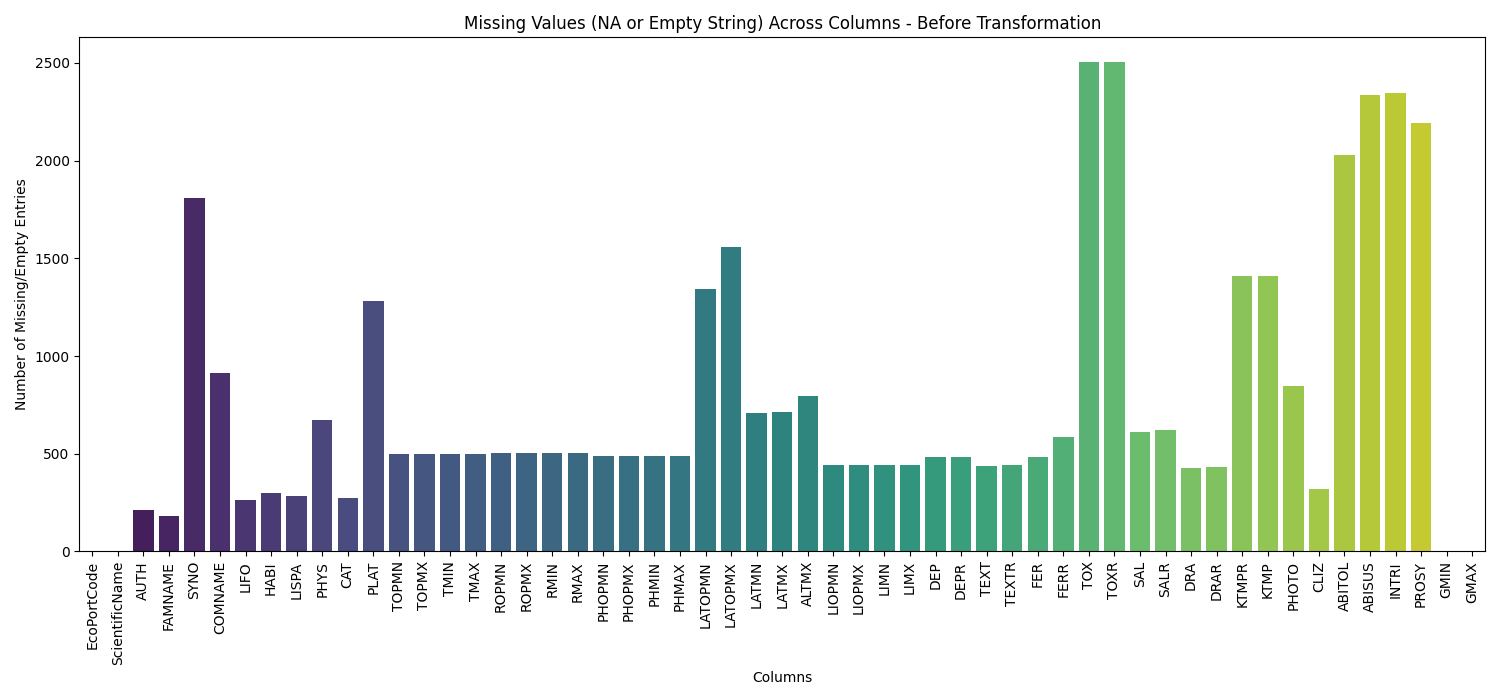 Missing Values (NA or Empty String) Across Columns - Before Transformation
Number of Missing/Empty Entries
2500
2000
1500
1000
500
0
EcoPortCode
ScientificName
AUTH
FAMNAME
SYNO
COMNAME
LIFO
HABI
LISPA
PHYS
CAT
PLAT
TOPMN
TOPMX
TMIN
TMAX
ROPMN
ROPMX
RMIN
RMAX
PHOPMN
PHOPMX
PHMIN
PHMAX
LATOPMN
LATOPMX
LATMN
LATMX
ALTMX
LIOPMN
LIOPMX
LIMN
LIMX
DEP
DEPR
TEXT
TEXTR
FER
FERR
TOX
TOXR
SAL
SALR
DRA
DRAR
KTMPR
KTMP
PHOTO
CLIZ
ABITOL
ABISUS
INTRI
PROSY
GMIN
GMAX
Columns